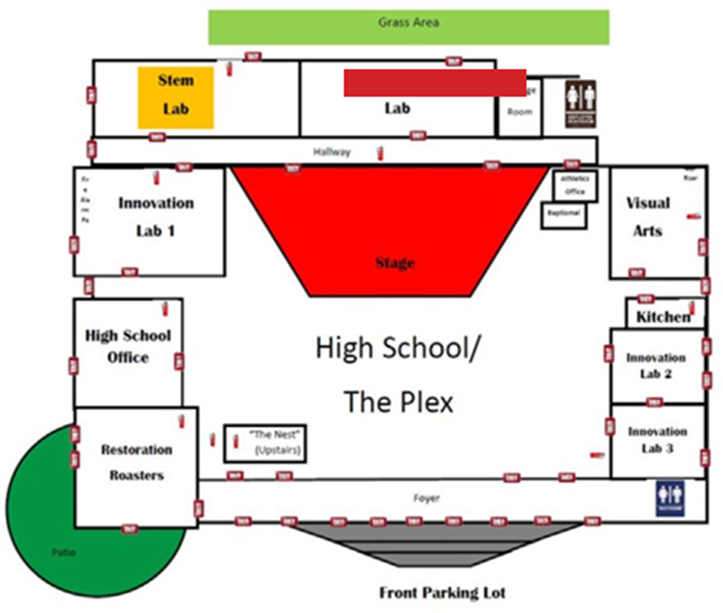 Grass Area
Stem
Lab
Lab
ge
Room
Hallway
Athletics
Office
Baptismal
Innovation
Lab 1
Visual
Arts
Stage
High School
Office
High School/
The Plex
Kitchen
Innovation
Lab 2
Restoration
Roasters
"The Nest"
(Upstairs)
Innovation
Lab 3
Foyer
Patio
Front Parking Lot